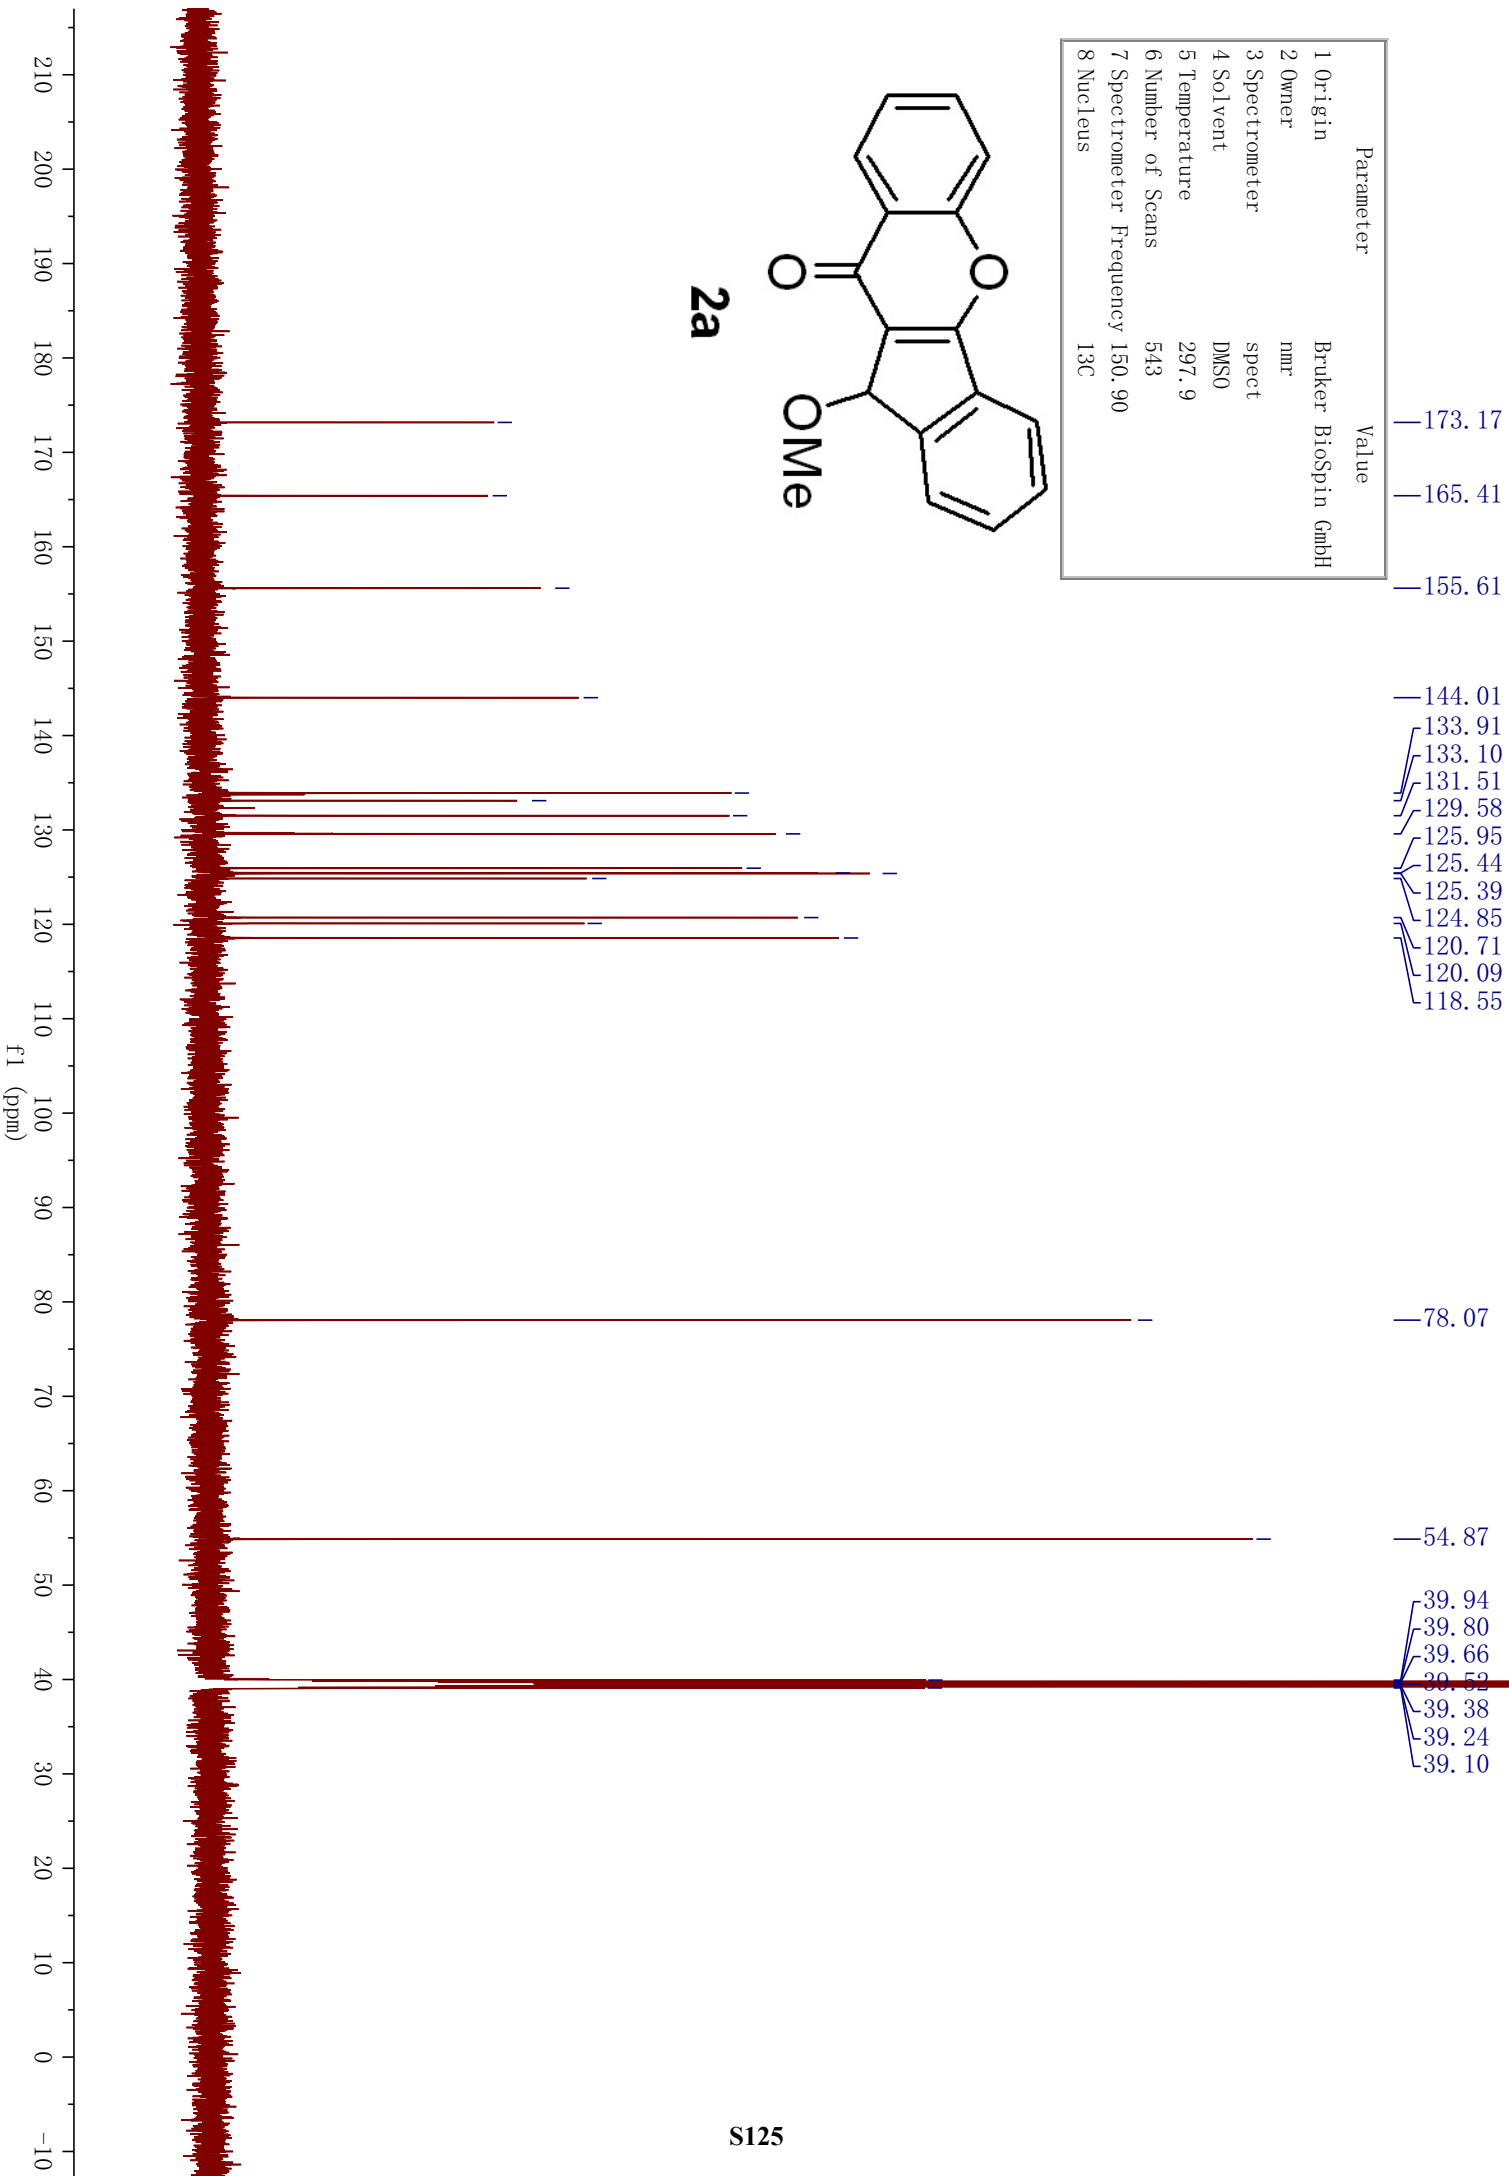 Parameter Value
1 Origin Bruker BioSpin GmbH
2 Owner nmr
3 Spectrometer spect
4 Solvent DMSO
5 Temperature 297.9
6 Number of Scans 543
7 Spectrometer Frequency 150.90
8 Nucleus 13C
173.17
165.41
155.61
144.01
133.91
133.10
131.51
129.58
125.95
125.44
125.39
124.85
120.71
120.09
118.55
78.07
54.87
39.94
39.80
39.66
39.52
39.38
39.24
39.10
O
O
OMe
2a
210 200 190 180 170 160 150 140 130 120 110 100 90 80 70 60 50 40 30 20 10 0 -10
f1 (ppm)
S125